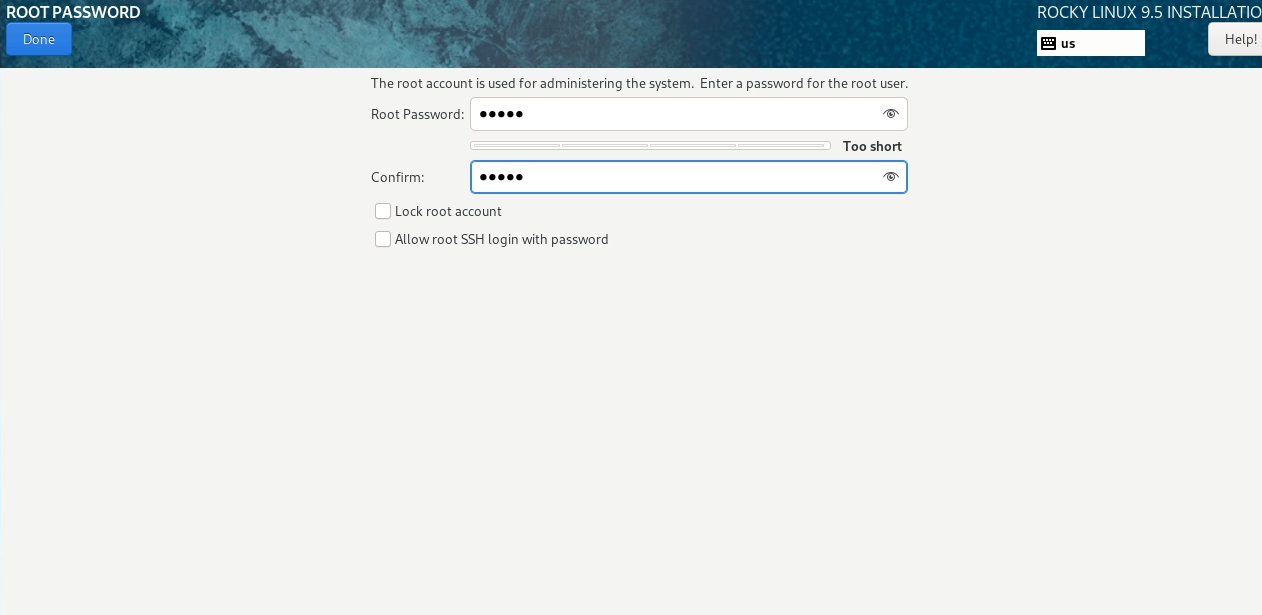 ROOT PASSWORD
ROCKY LINUX 9.5 INSTALLATIO
Done
us
Help!
The root account is used for administering the system.  Enter a password for the root user.
Root Password: ●●●●●
Too short
Confirm: ●●●●●
Lock root account
Allow root SSH login with password